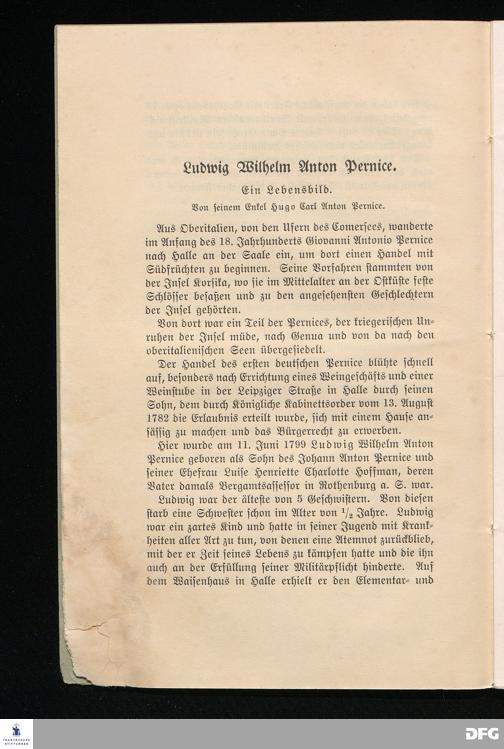 Ludwig Wilhelm Anton Pernice.
Ein Lebensbild.
Von seinem Enkel Hugo Carl Anton Pernice.
Aus Oberitalien, von den Ufern des Comersees, wanderte
im Anfang des 18. Jahrhunderts Giovanni Antonio Pernice
nach Halle an der Saale ein, um dort einen Handel mit
Südfrüchten zu beginnen. Seine Vorfahren stammten von
der Insel Korsika, wo sie im Mittelalter an der Ostküste feste
Schlösser besaßen und zu den angesehensten Geschlechtern
der Insel gehörten.
Von dort war ein Teil der Pernices, der kriegerischen Un-
ruhen der Insel müde, nach Genua und von da nach den
oberitalienischen Seen übergesiedelt.
Der Handel des ersten deutschen Pernice blühte schnell
auf, besonders nach Errichtung eines Weingeschäfts und einer
Weinstube in der Leipziger Straße in Halle durch seinen
Sohn, dem durch Königliche Kabinettsorder vom 13. August
1782 die Erlaubnis erteilt wurde, sich mit einem Hause an-
sässig zu machen und das Bürgerrecht zu erwerben.
Hier wurde am 11. Juni 1799 Ludwig Wilhelm Anton
Pernice geboren als Sohn des Johann Anton Pernice und
seiner Ehefrau Luise Henriette Charlotte Hoffman, deren
Vater damals Bergamtsassessor in Rothenburg a. S. war.
Ludwig war der älteste von 5 Geschwistern. Von diesen
starb eine Schwester schon im Alter von 1/2 Jahre. Ludwig
war ein zartes Kind und hatte in seiner Jugend mit Krank-
heiten aller Art zu tun, von denen eine Atemnot zurückblieb,
mit der er Zeit seines Lebens zu kämpfen hatte und die ihn
auch an der Erfüllung seiner Militärpflicht hinderte. Auf
dem Waisenhaus in Halle erhielt er den Elementar- und
FRANCKESCHE
STIFTUNGEN
DFG